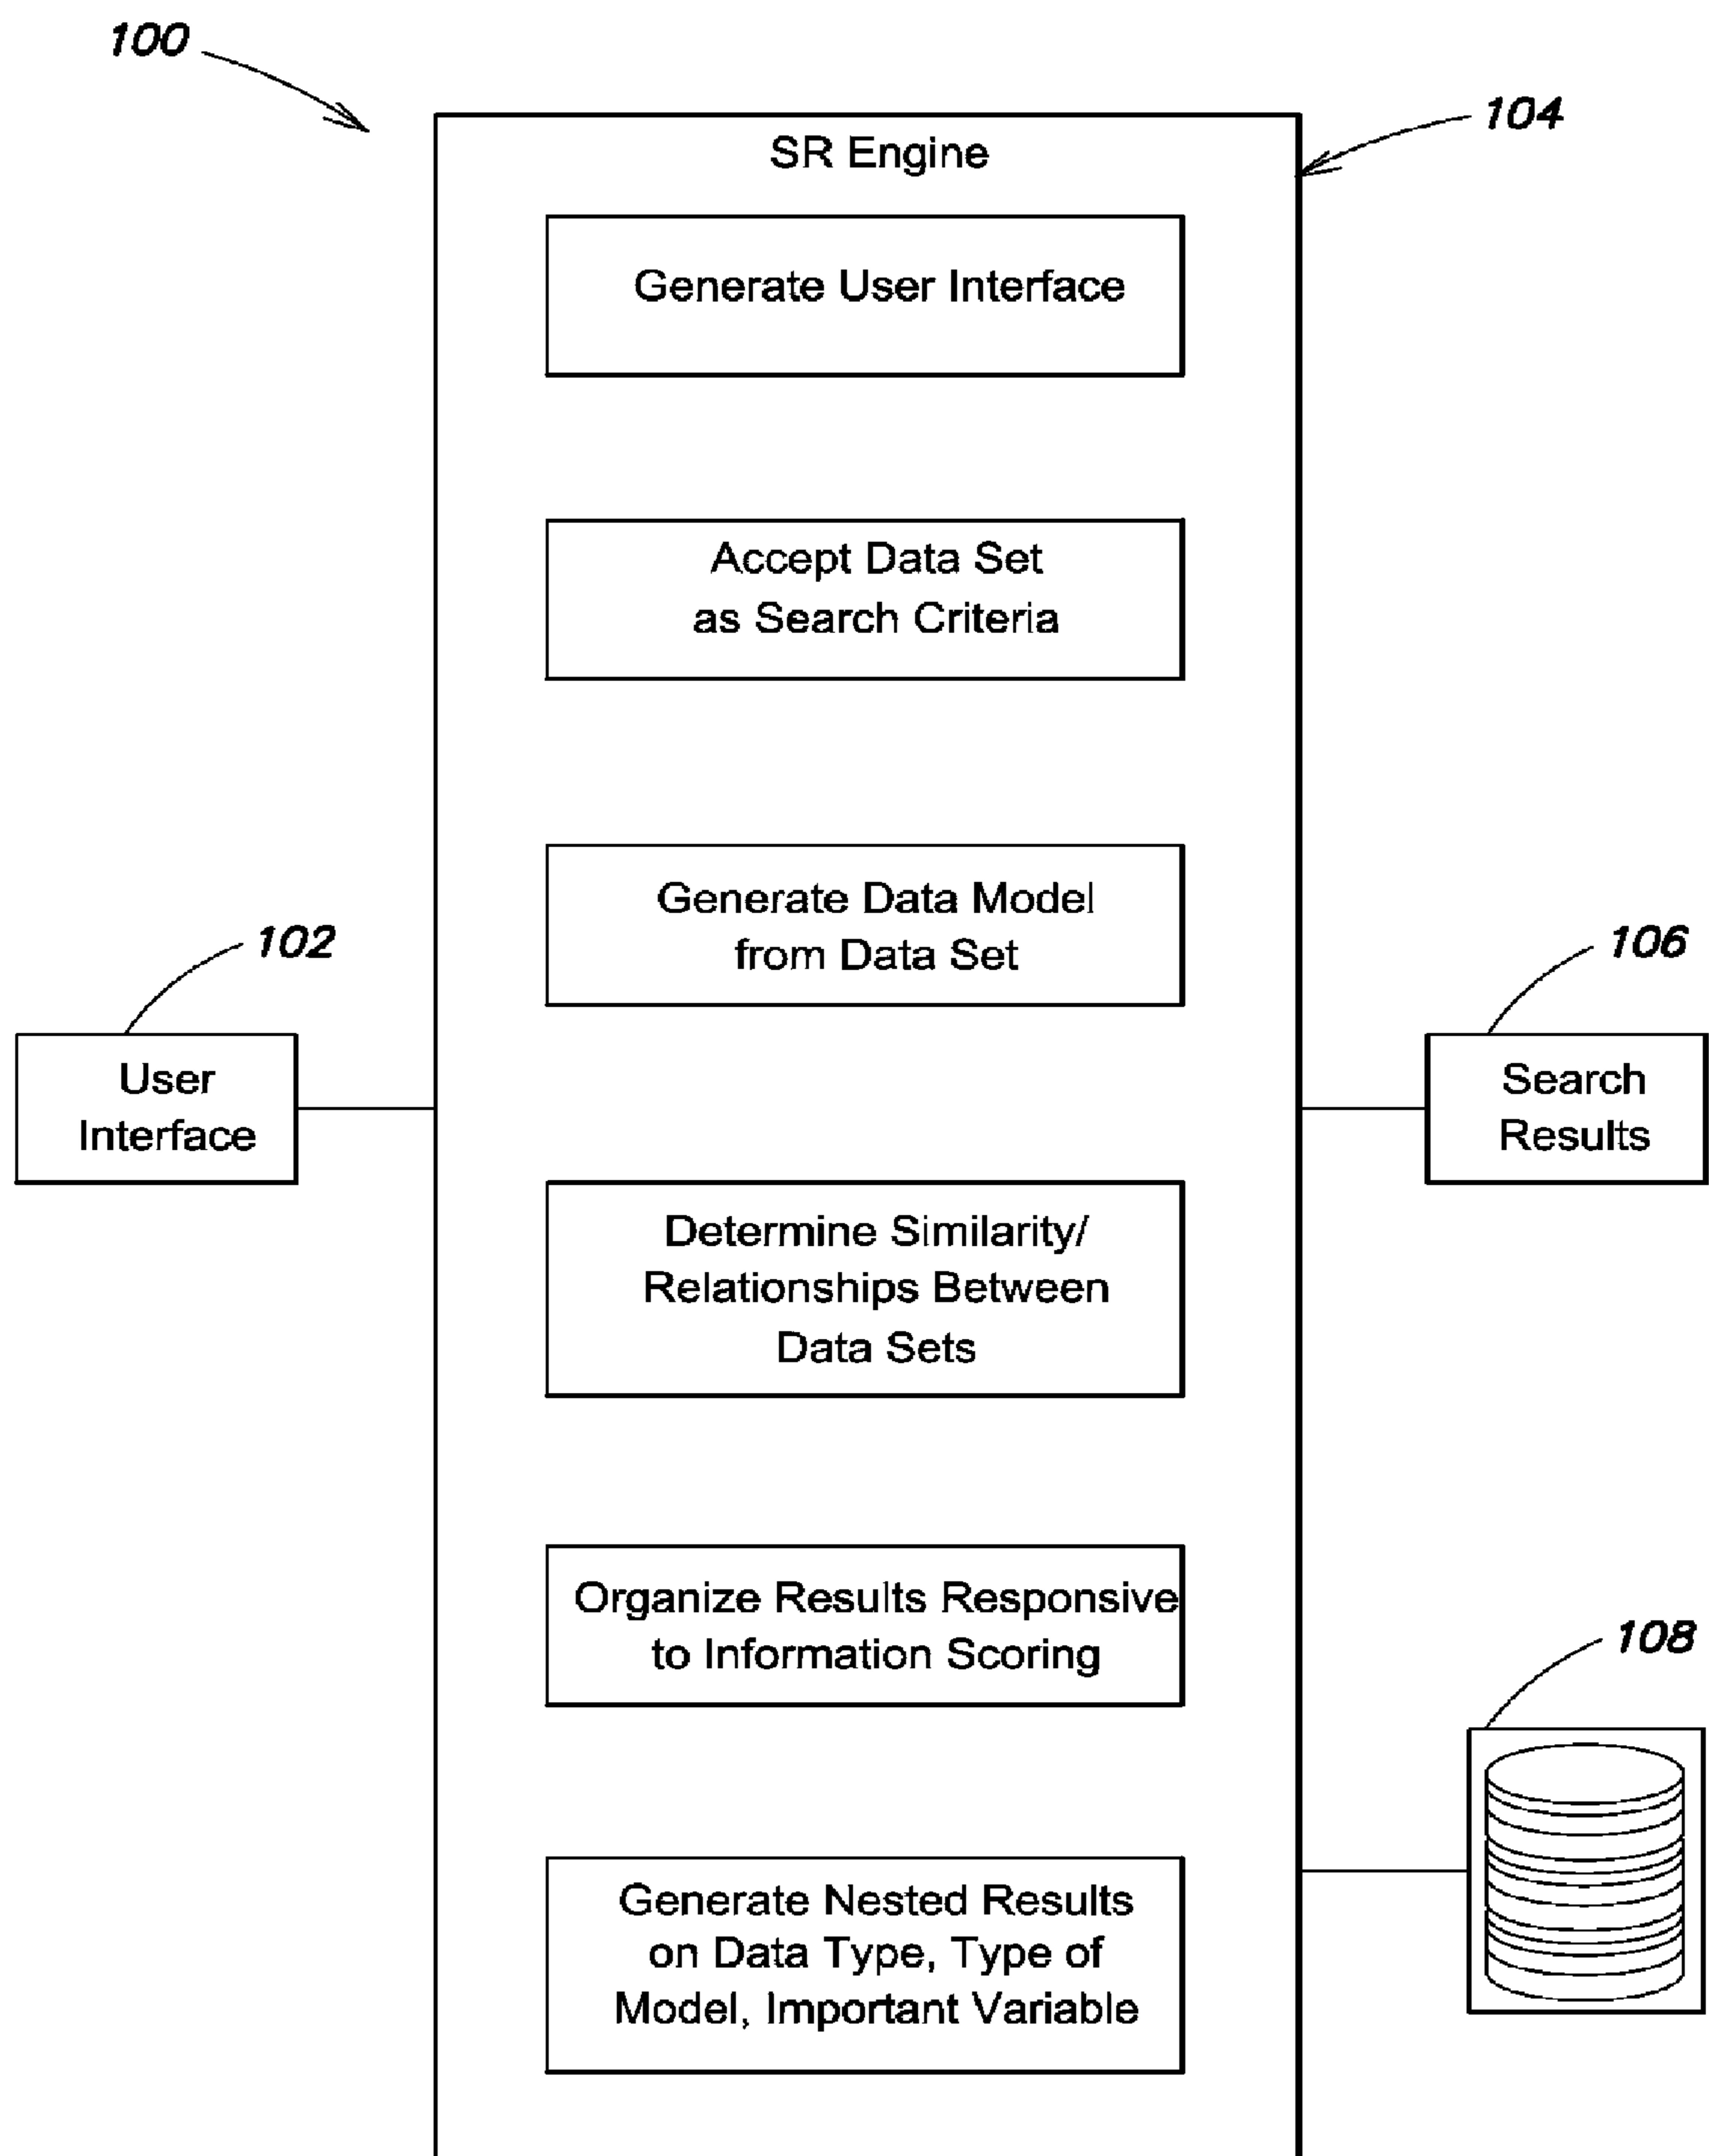 100
104
SR Engine
Generate User Interface
Accept Data Set
as Search Criteria
Generate Data Model
from Data Set
102
106
User
Interface
Search
Results
Determine Similarity/
Relationships Between
Data Sets
Organize Results Responsive
to Information Scoring
108
Generate Nested Results
on Data Type, Type of
Model, Important Variable